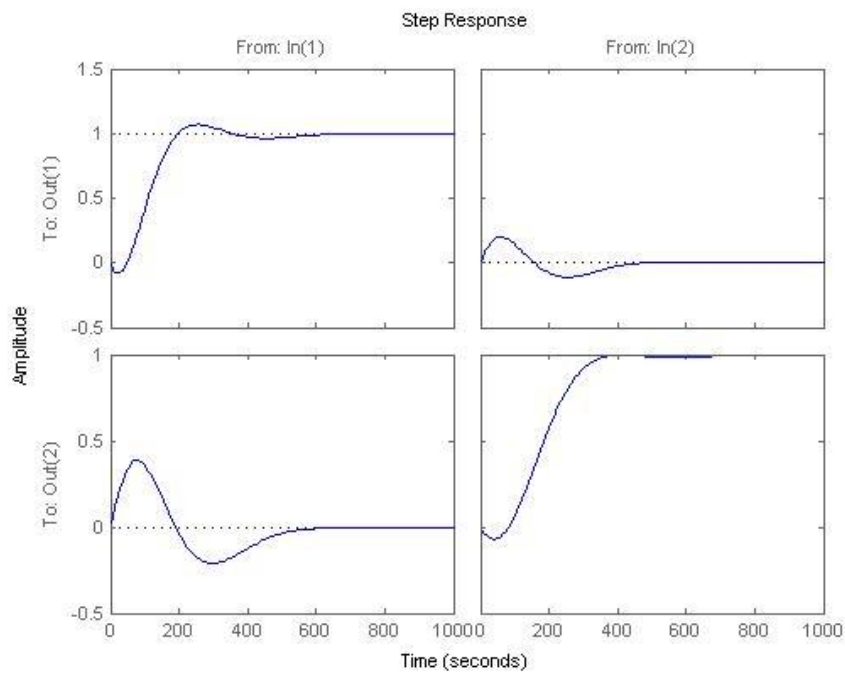 Step Response
From: In(1)
From: In(2)
Amplitude
To: Out(1)
1.5
1
0.5
0
-0.5
To: Out(2)
1
0.5
0
-0.5
0 200 400 600 800 1000
0 200 400 600 800 1000
Time (seconds)